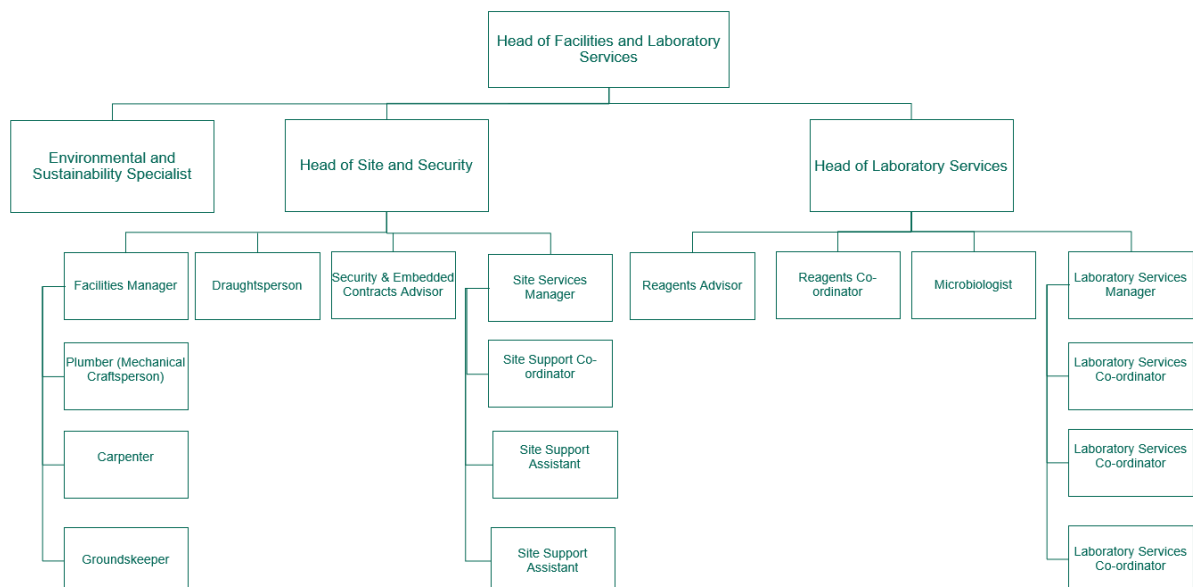 Head of Facilities and Laboratory
Services
Environmental and
Sustainability Specialist
Head of Site and Security
Head of Laboratory Services
Facilities Manager
Draughtsperson
Security & Embedded
Contracts Advisor
Site Services
Manager
Reagents Advisor
Reagents Co-
ordinator
Microbiologist
Laboratory Services
Manager
Plumber (Mechanical
Craftsperson)
Site Support Co-
ordinator
Laboratory Services
Co-ordinator
Carpenter
Site Support
Assistant
Laboratory Services
Co-ordinator
Groundskeeper
Site Support
Assistant
Laboratory Services
Co-ordinator